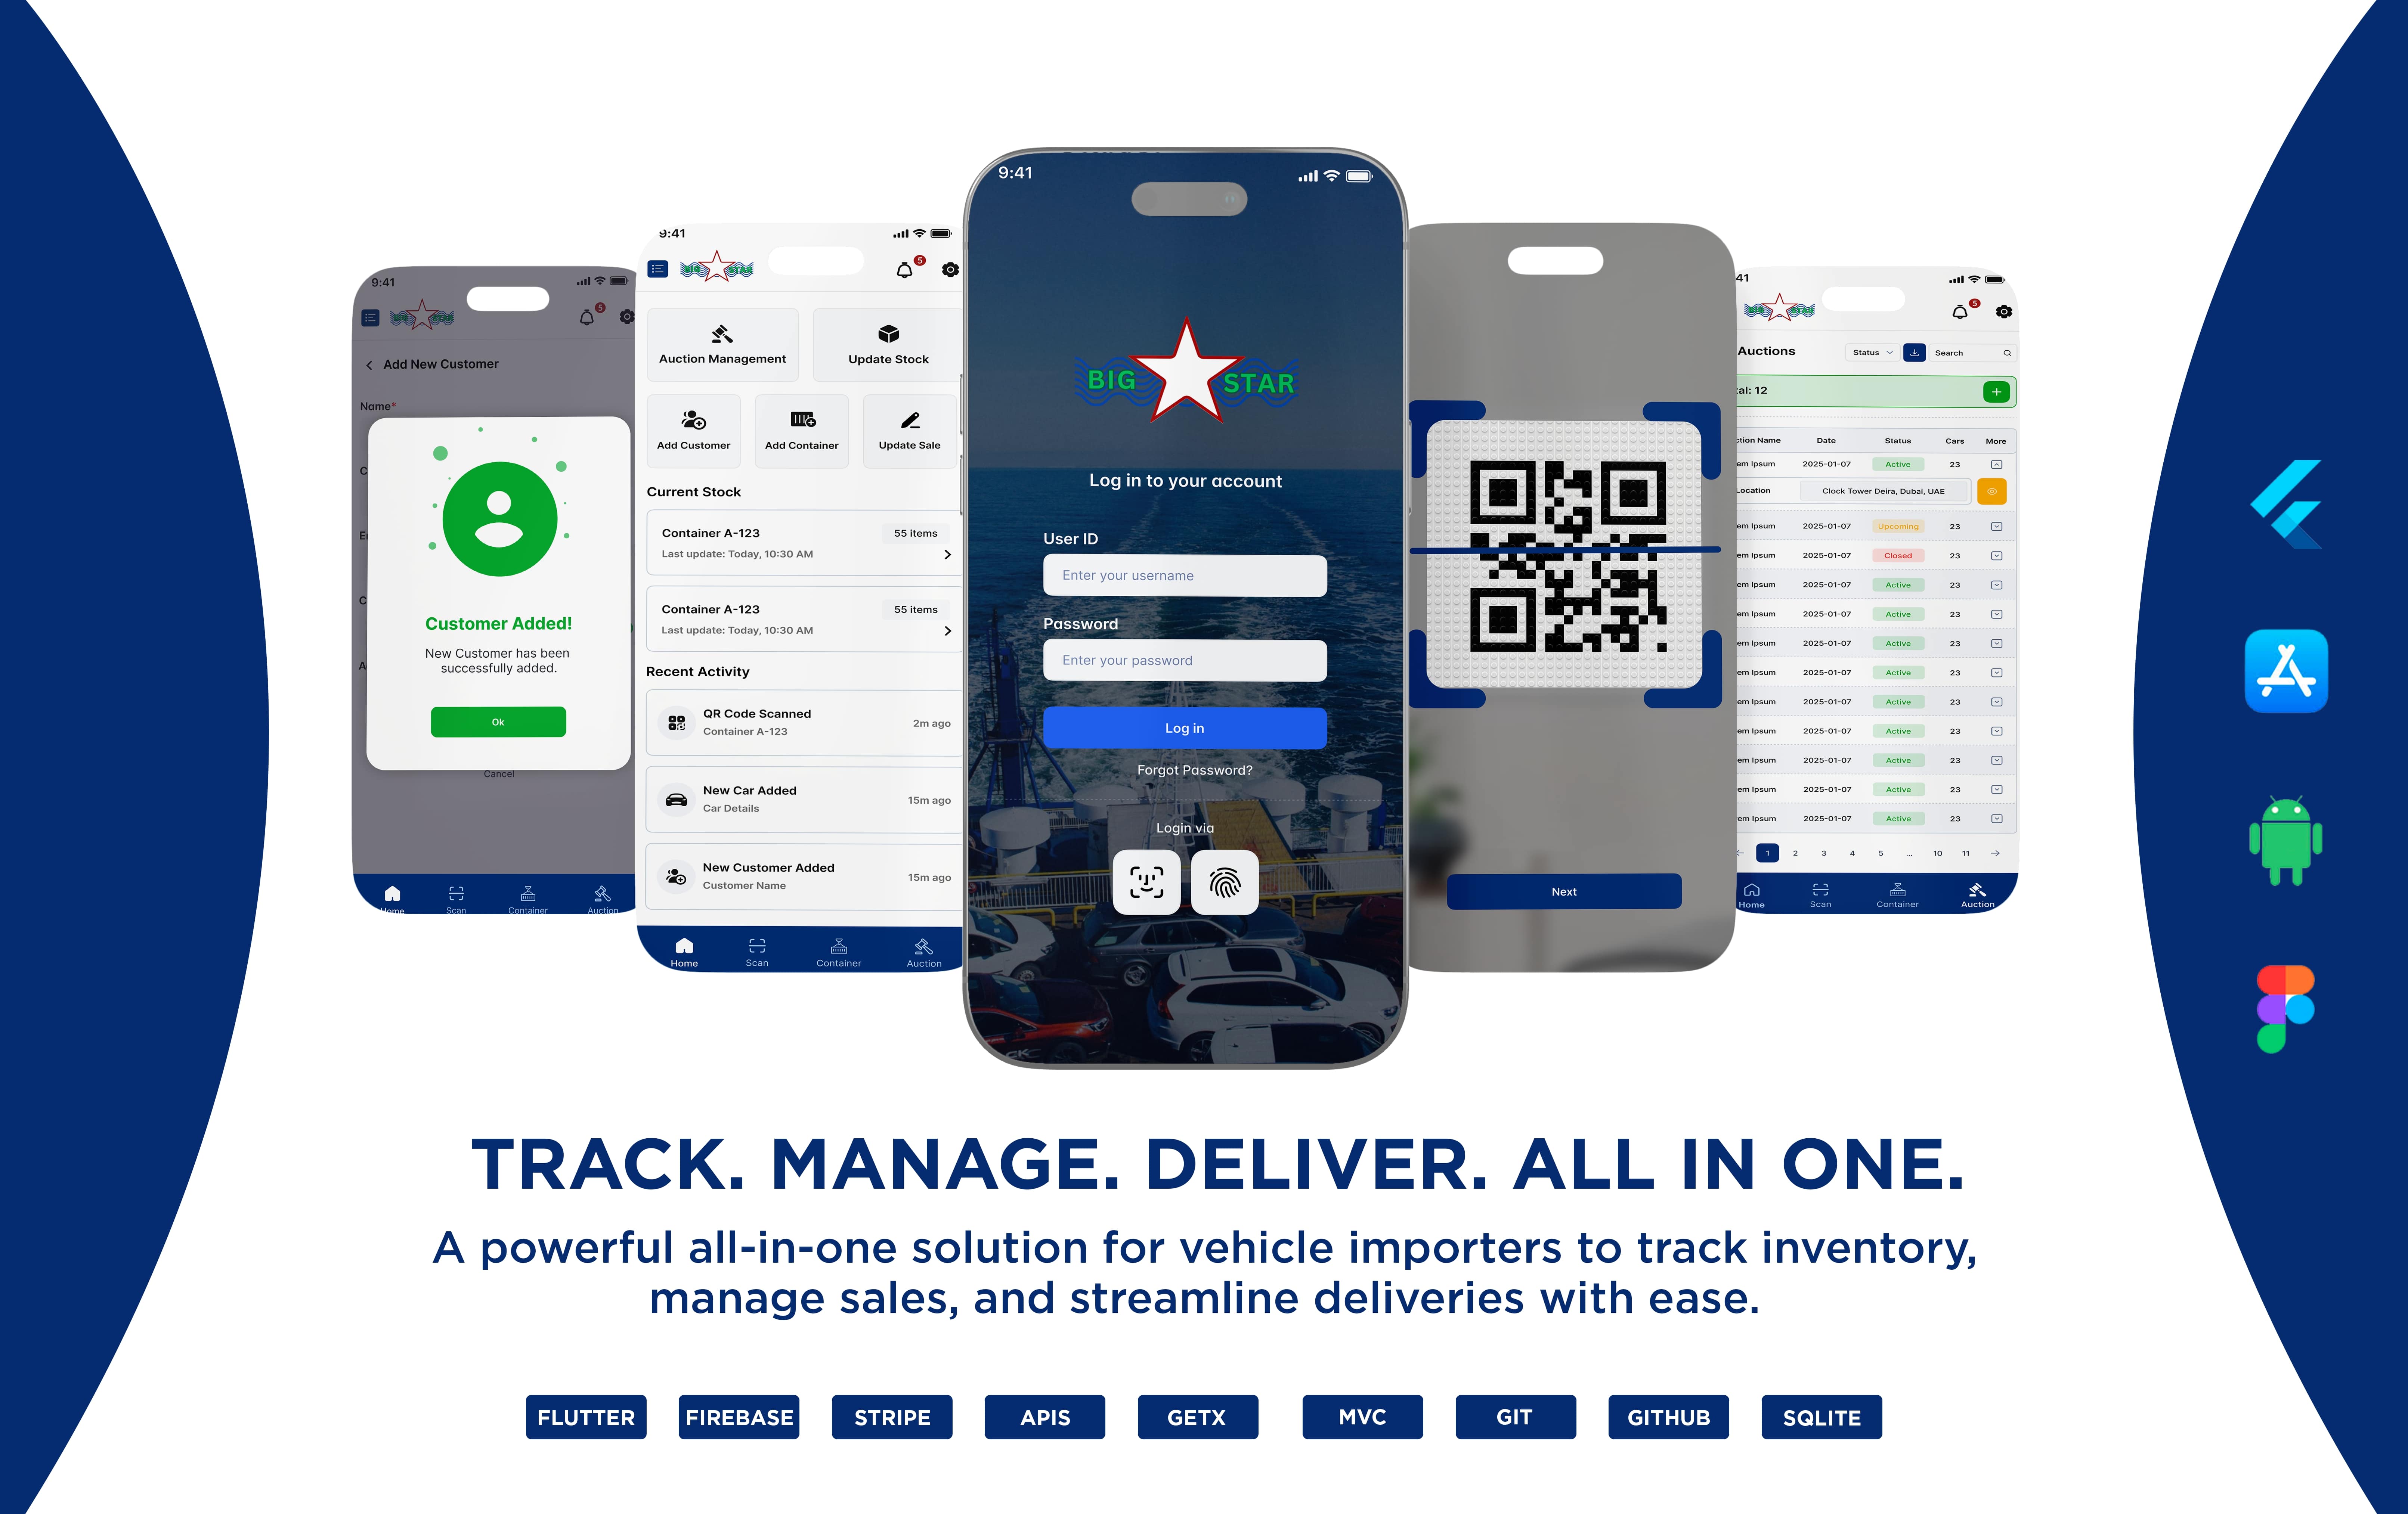 9:41
5
Add New Customer
Name*
Customer Added!
New Customer has been
successfully added.
Ok
Cancel
Home
Scan
Container
Auction
9:41
BIG STAR
5
Auction Management
Update Stock
Add Customer
Add Container
Update Sale
Current Stock
Container A-123
55 items
Last update: Today, 10:30 AM
Container A-123
55 items
Last update: Today, 10:30 AM
Recent Activity
QR Code Scanned
Container A-123
2m ago
New Car Added
Car Details
15m ago
New Customer Added
Customer Name
15m ago
Home
Scan
Container
Auction
9:41
BIG STAR
Log in to your account
User ID
Enter your username
Password
Enter your password
Log in
Forgot Password?
Login via
Next
41
BIG STAR
5
Auctions
Status
Search
tal: 12
ction Name Date Status Cars More
em Ipsum 2025-01-07 Active 23
Location Clock Tower Deira, Dubai, UAE
em Ipsum 2025-01-07 Upcoming 23
em Ipsum 2025-01-07 Closed 23
em Ipsum 2025-01-07 Active 23
em Ipsum 2025-01-07 Active 23
em Ipsum 2025-01-07 Active 23
em Ipsum 2025-01-07 Active 23
em Ipsum 2025-01-07 Active 23
em Ipsum 2025-01-07 Active 23
em Ipsum 2025-01-07 Active 23
em Ipsum 2025-01-07 Active 23
em Ipsum 2025-01-07 Active 23
1 2 3 4 5 ... 10 11
Home
Scan
Container
Auction
TRACK. MANAGE. DELIVER. ALL IN ONE.
A powerful all-in-one solution for vehicle importers to track inventory,
manage sales, and streamline deliveries with ease.
FLUTTER FIREBASE STRIPE APIS GETX MVC GIT GITHUB SQLITE